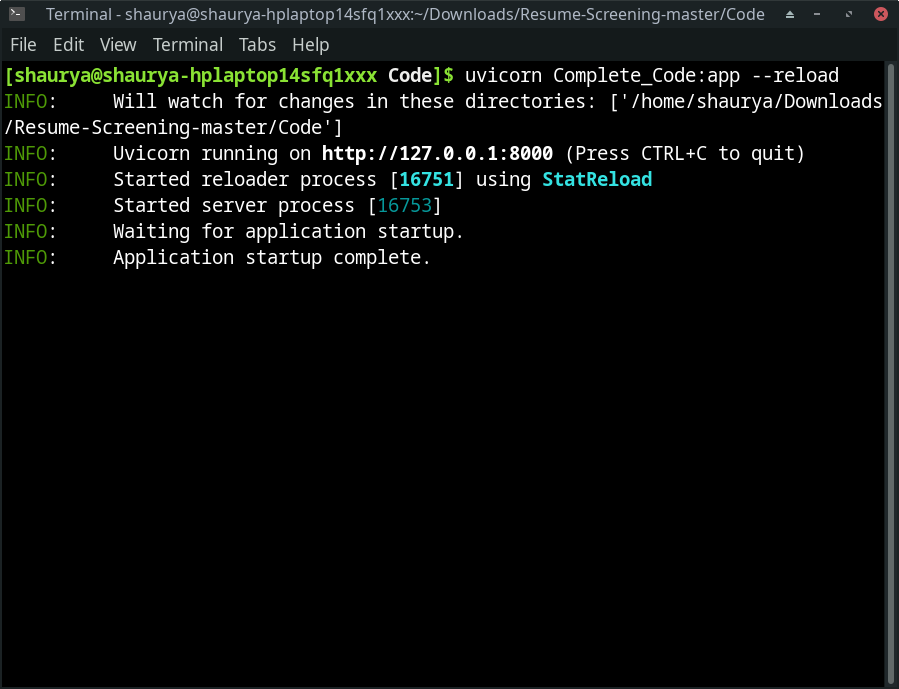 Terminal - shaurya@shaurya-hplaptop14sfq1xxx:~/Downloads/Resume-Screening-master/Code
File Edit View Terminal Tabs Help
[shaurya@shaurya-hplaptop14sfq1xxx Code]$ uvicorn Complete_Code:app --reload
INFO:     Will watch for changes in these directories: ['/home/shaurya/Downloads
/Resume-Screening-master/Code']
INFO:     Uvicorn running on http://127.0.0.1:8000 (Press CTRL+C to quit)
INFO:     Started reloader process [16751] using StatReload
INFO:     Started server process [16753]
INFO:     Waiting for application startup.
INFO:     Application startup complete.